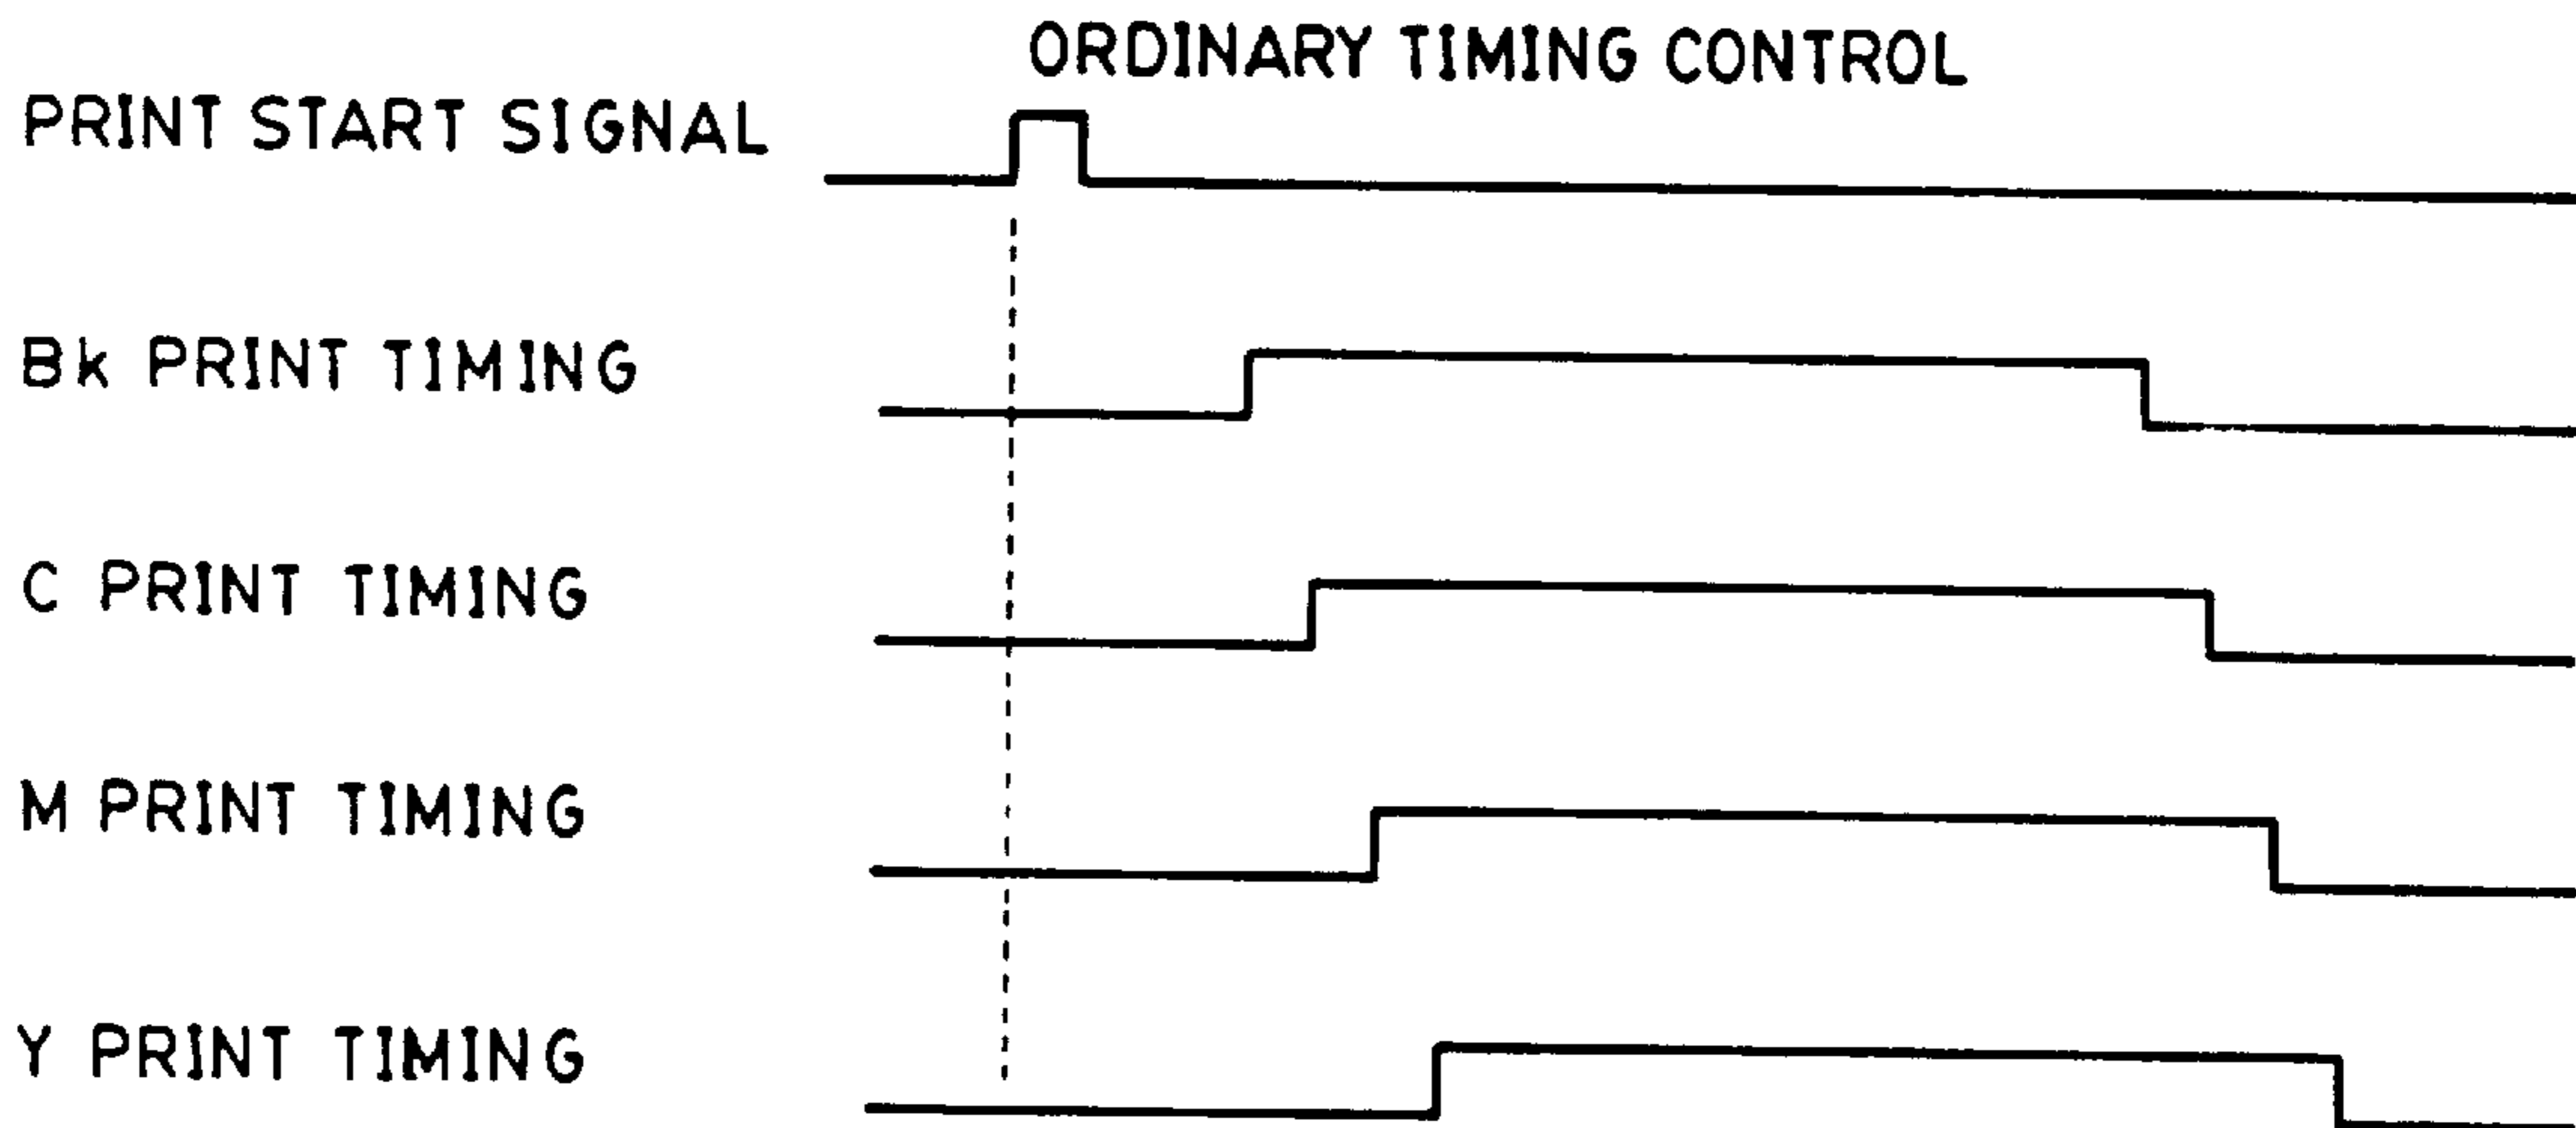 ORDINARY TIMING CONTROL
PRINT START SIGNAL
Bk PRINT TIMING
C PRINT TIMING
M PRINT TIMING
Y PRINT TIMING